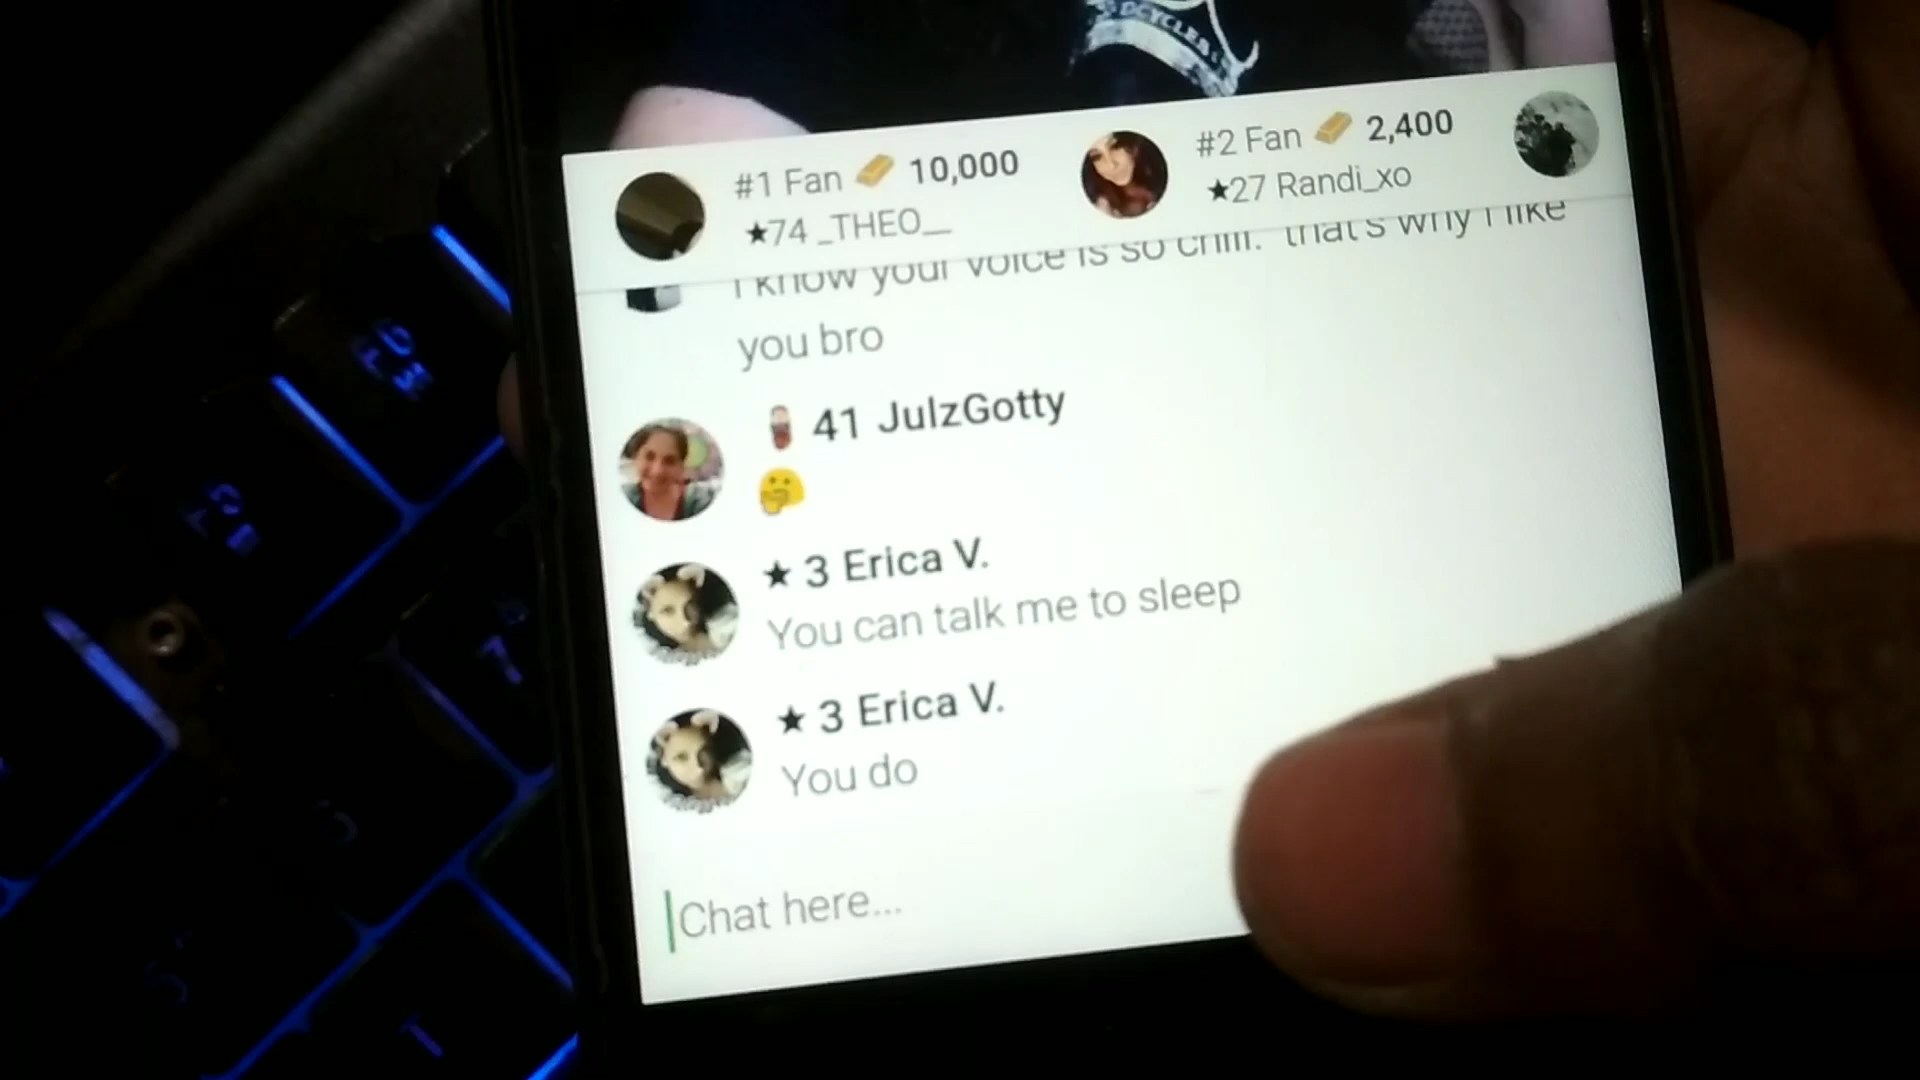 DCYCLES
#1 Fan 10,000
★74 _THEO__
#2 Fan 2,400
★27 Randi_xo
I know your voice is so chill. that's why I like
you bro
41 JulzGotty
🤔
★ 3 Erica V.
You can talk me to sleep
★ 3 Erica V.
You do
Chat here...